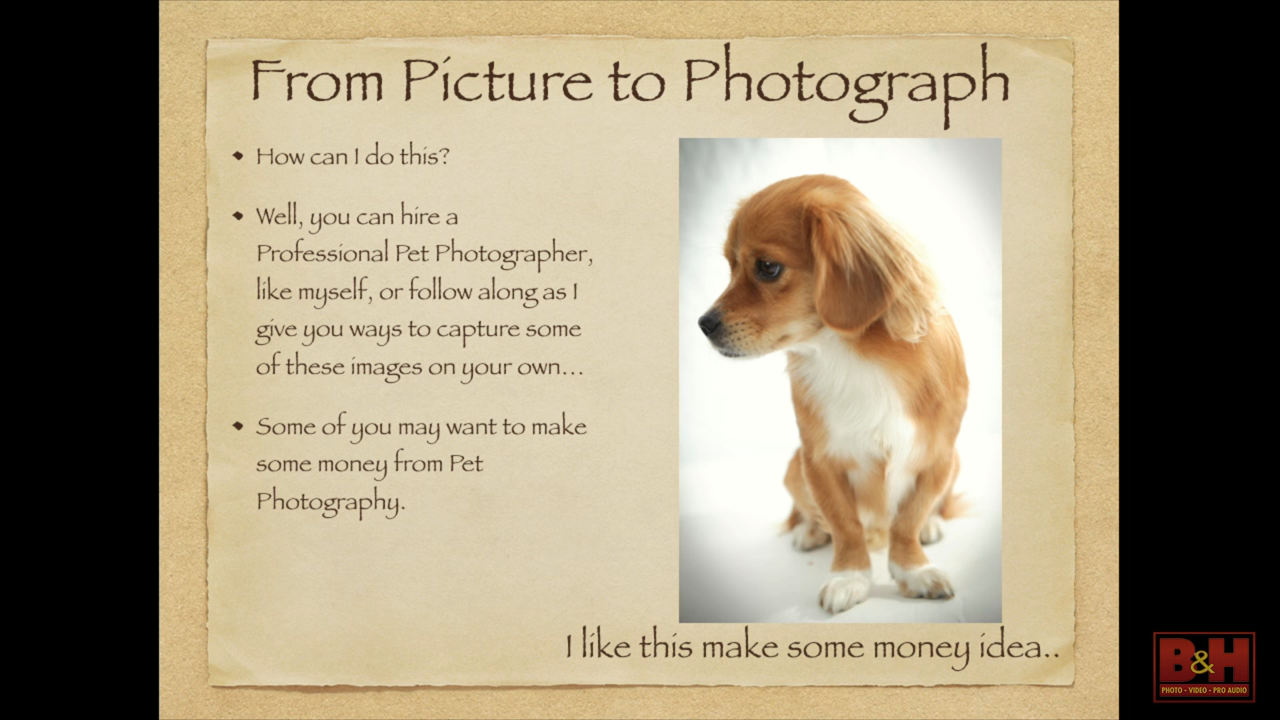 From Picture to Photograph
• How can I do this?
• Well, you can hire a
Professional Pet Photographer,
like myself, or follow along as I
give you ways to capture some
of these images on your own...
• Some of you may want to make
some money from Pet
Photography.
I like this make some money idea..
B&H
PHOTO - VIDEO - PRO AUDIO